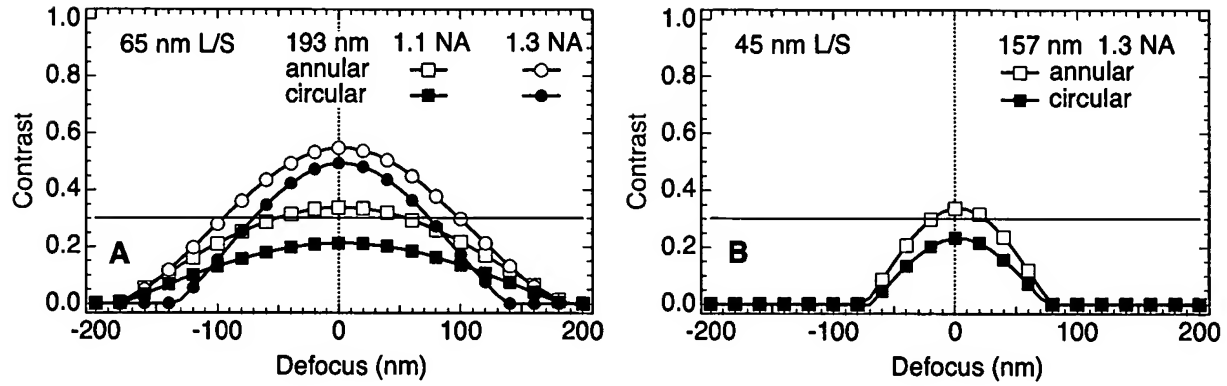 65 nm L/S 193 nm 1.1 NA 1.3 NA
annular
circular
1.0
0.8
0.6
0.4
0.2
0.0
Contrast
A
-200 -100 0 100 200
Defocus (nm)
45 nm L/S 157 nm 1.3 NA
annular
circular
1.0
0.8
0.6
0.4
0.2
0.0
Contrast
B
-200 -100 0 100 200
Defocus (nm)